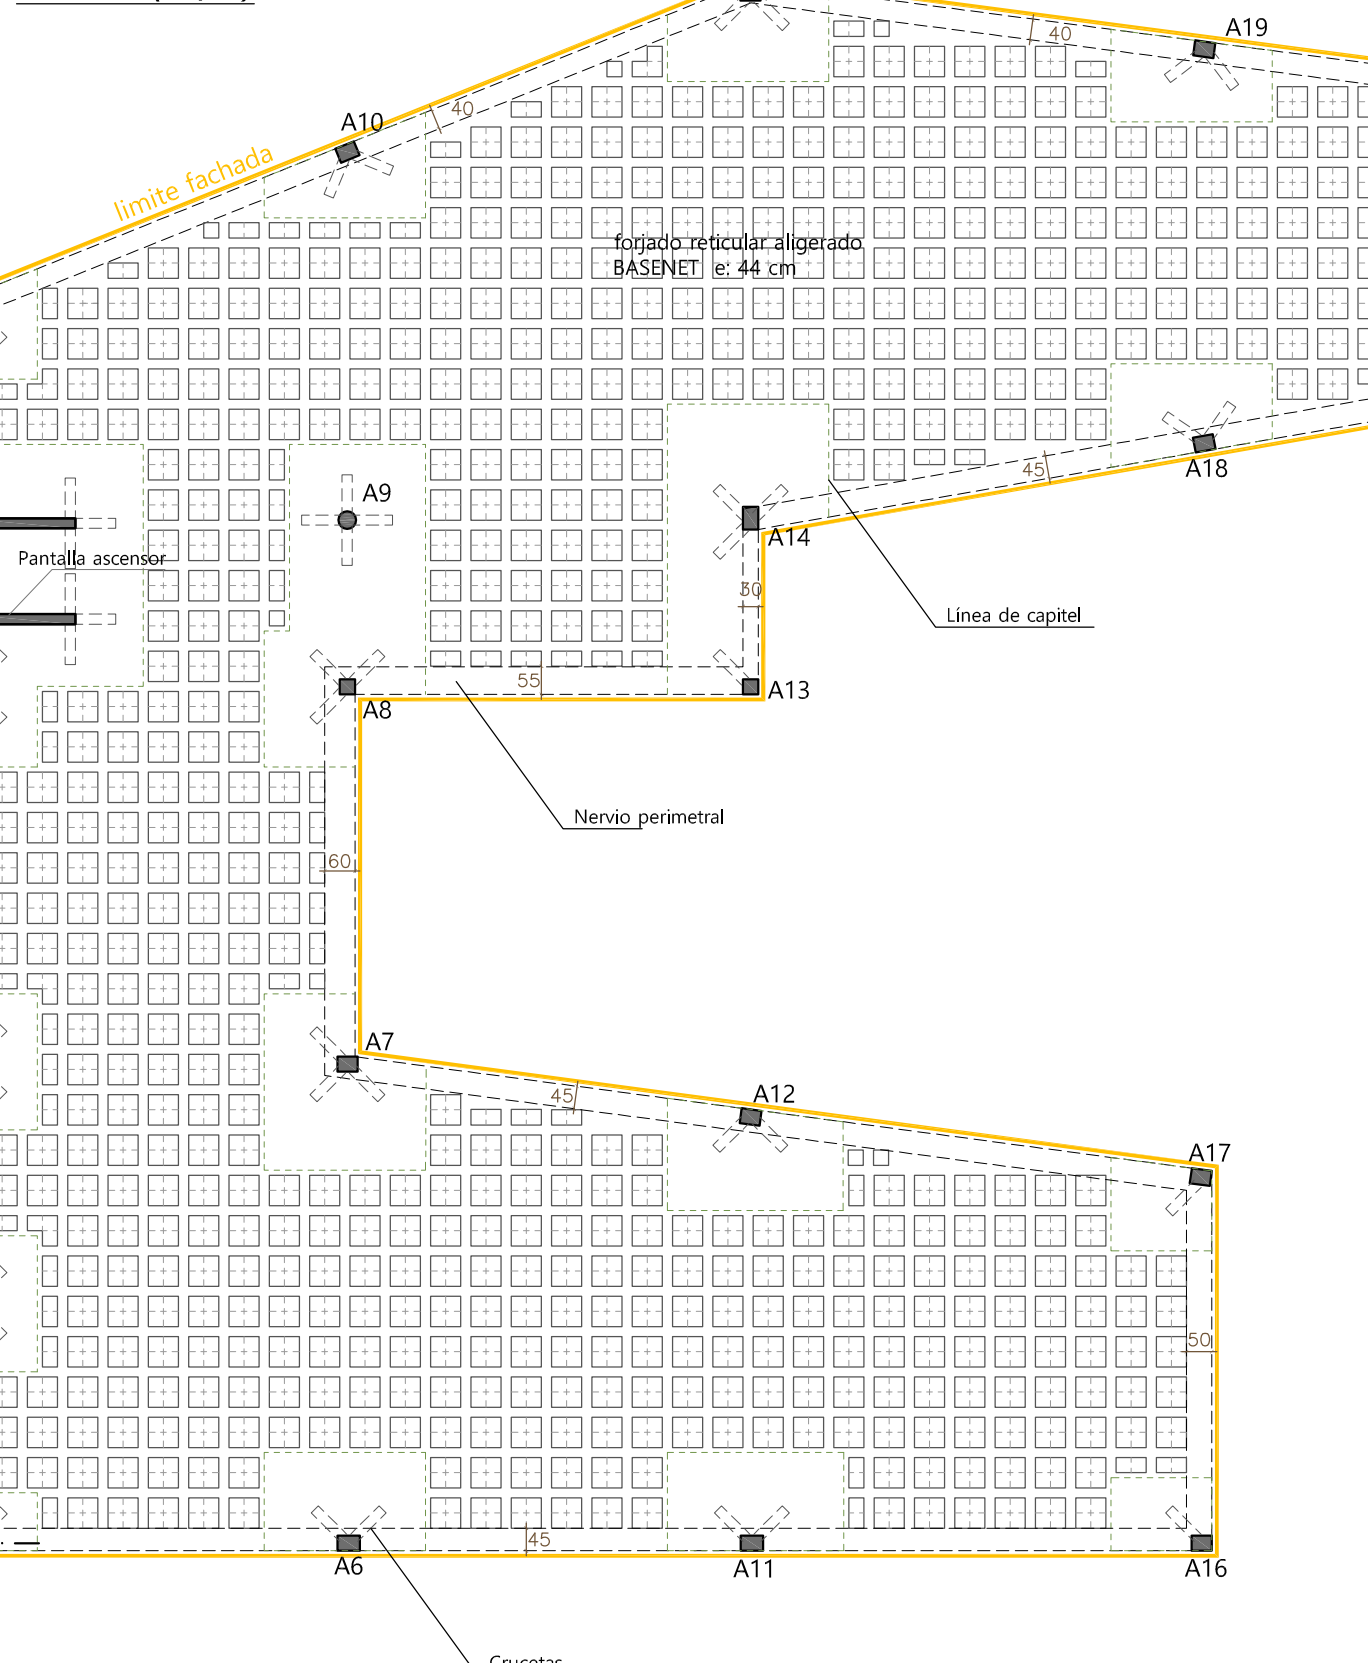 A19
40
40
A10
limite fachada
forjado reticular aligerado
BASENET e: 44 cm
45
A18
A9
A14
Pantalla ascensor
30
Línea de capitel
55
A13
A8
Nervio perimetral
60
A7
45
A12
A17
50
45
A6
A11
A16
Crucetas